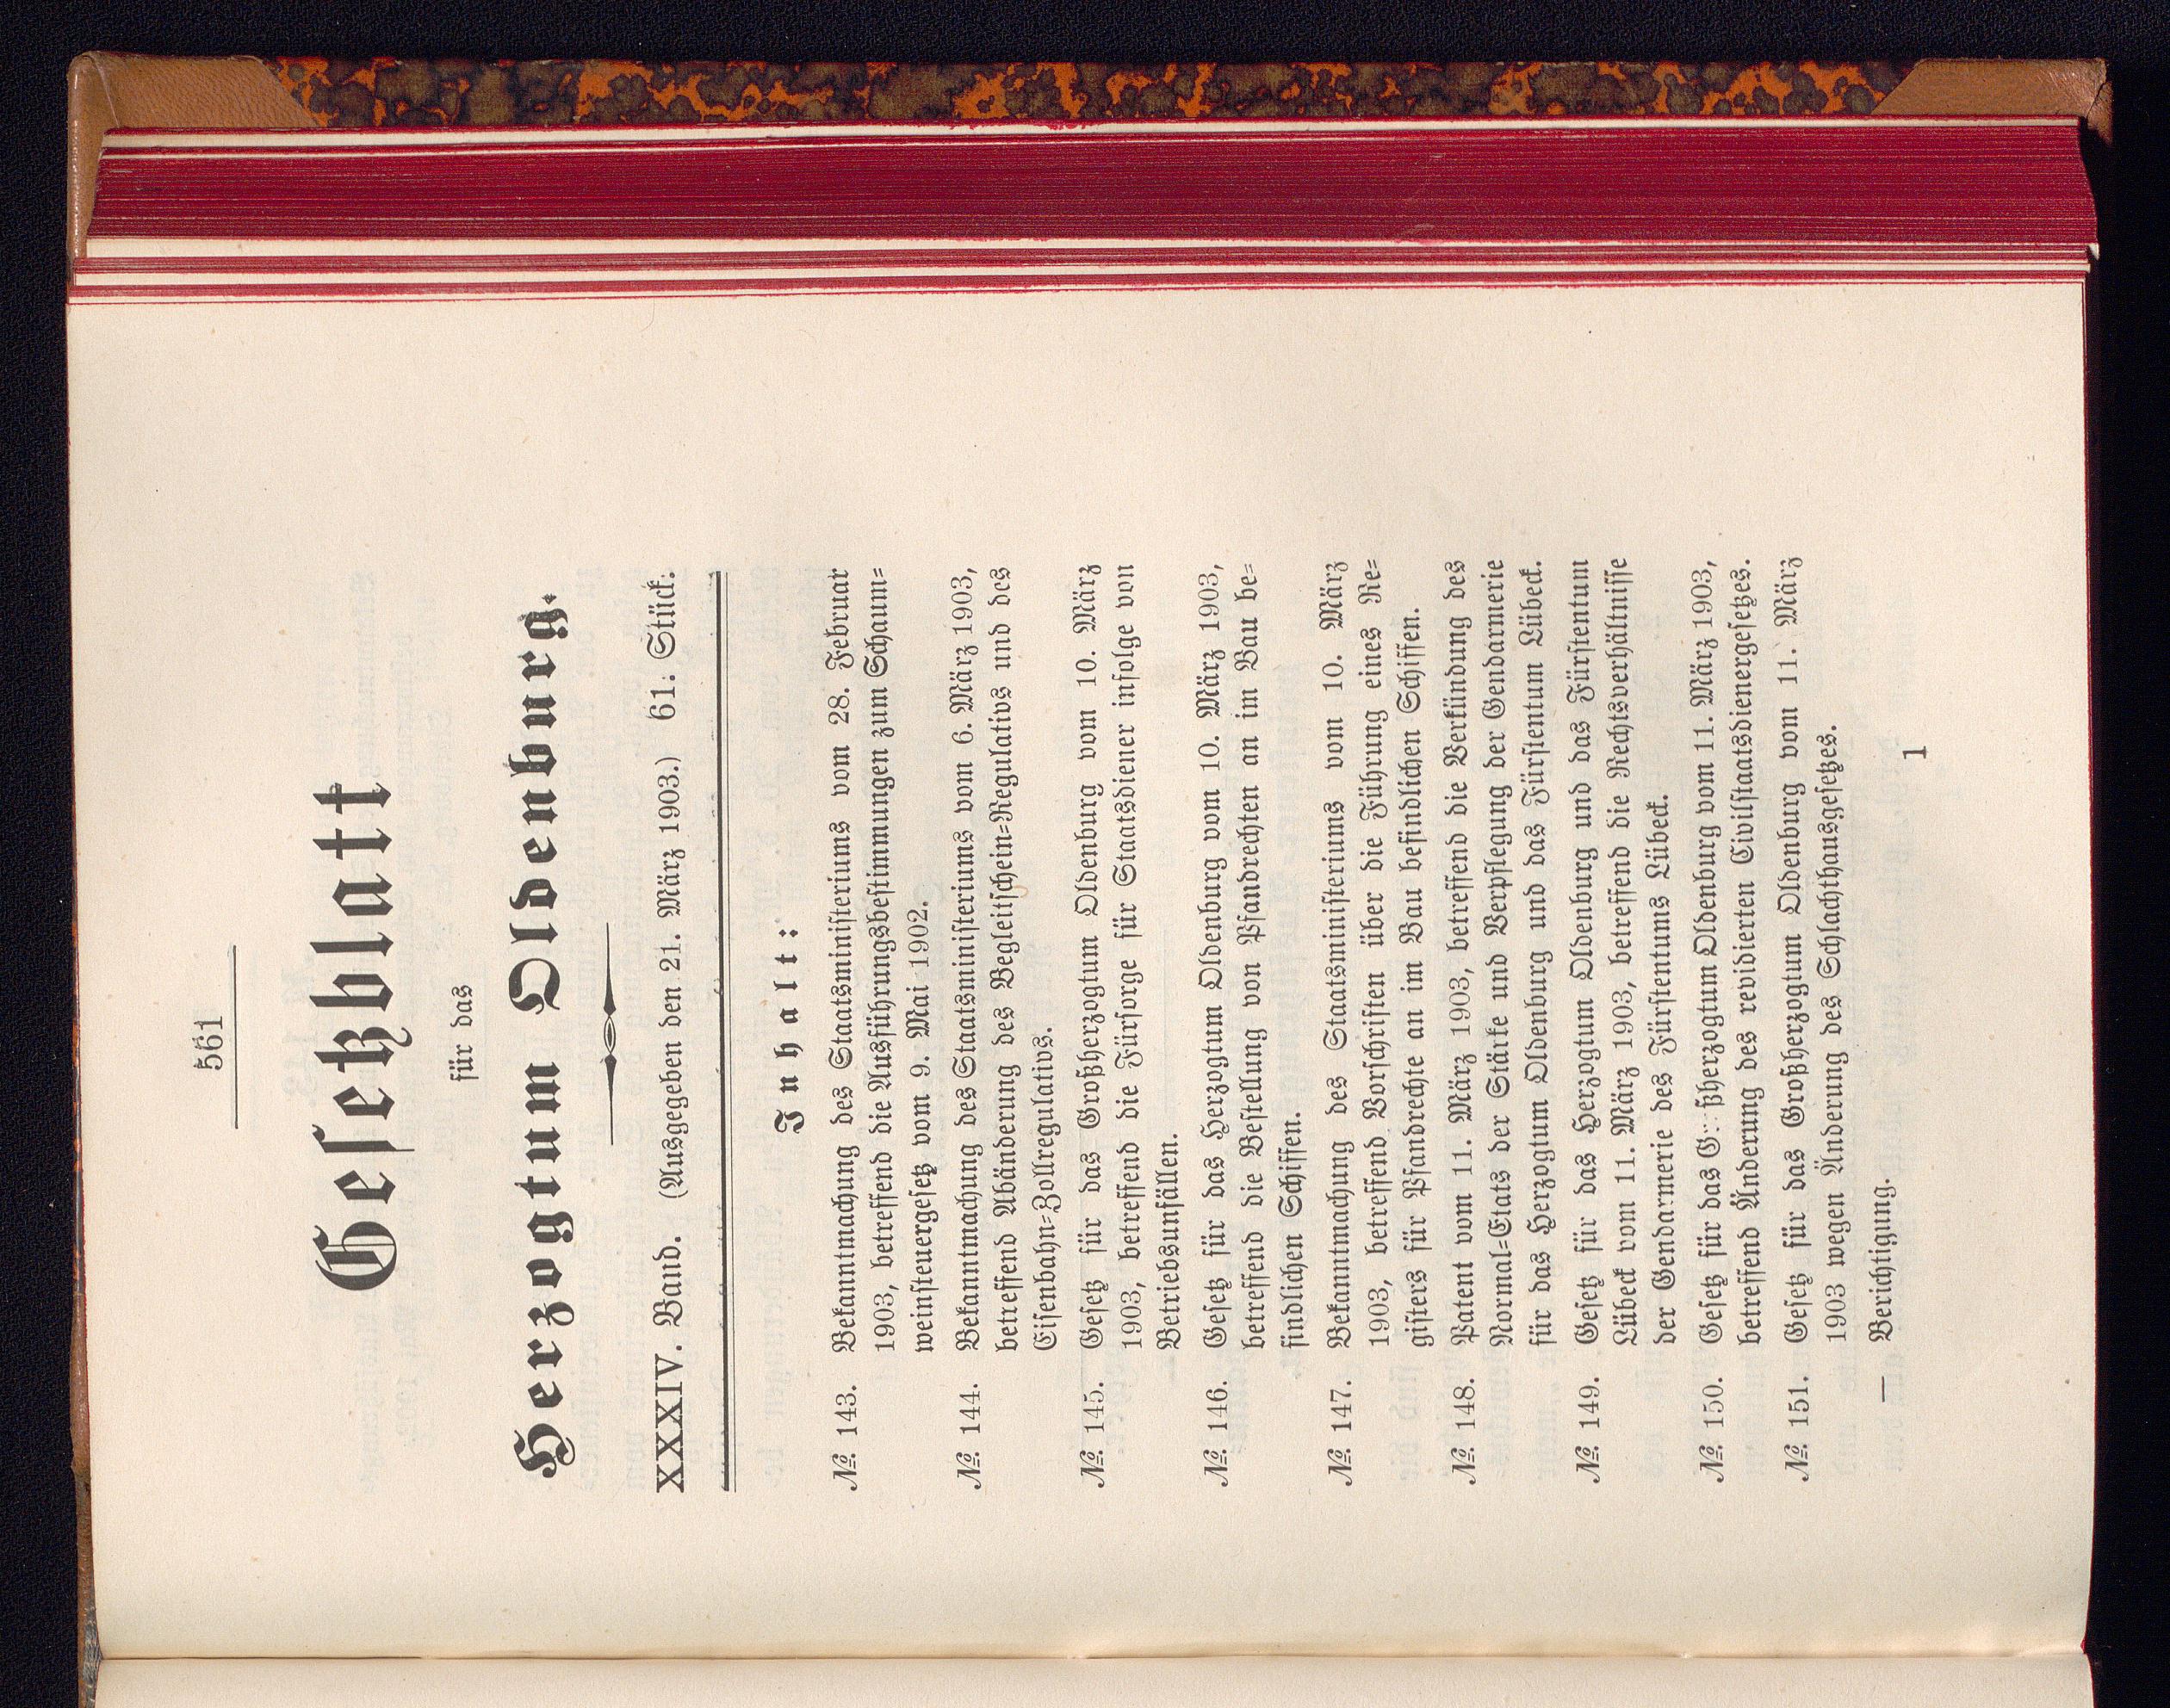 561
Gesetzblatt
für das
Herzogtum Oldenburg.
XXXIV. Band. (Ausgegeben den 21. März 1903.) 61. Stück.
Inhalt:
№. 143. Bekanntmachung des Staatsministeriums vom 28. Februar
1903, betreffend die Ausführungsbestimmungen zum Schaum=
weinsteuergesetz vom 9. Mai 1902.
№. 144. Bekanntmachung des Staatsministeriums vom 6. März 1903,
betreffend Abänderung des Begleitschein=Regulativs und des
Eisenbahn=Zollregulativs.
№. 145. Gesetz für das Großherzogtum Oldenburg vom 10. März
1903, betreffend die Fürsorge für Staatsdiener infolge von
Betriebsunfällen.
№. 146. Gesetz für das Herzogtum Oldenburg vom 10. März 1903,
betreffend die Bestellung von Pfandrechten an im Bau be=
findlichen Schiffen.
№. 147. Bekanntmachung des Staatsministeriums vom 10. März
1903, betreffend Vorschriften über die Führung eines Re=
gisters für Pfandrechte an im Bau befindlichen Schiffen.
№. 148. Patent vom 11. März 1903, betreffend die Verkündung des
Normal=Etats der Stärke und Verpflegung der Gendarmerie
für das Herzogtum Oldenburg und das Fürstentum Lübeck.
№. 149. Gesetz für das Herzogtum Oldenburg und das Fürstentum
Lübeck vom 11. März 1903, betreffend die Rechtsverhältnisse
der Gendarmerie des Fürstentums Lübeck.
№. 150. Gesetz für das Großherzogtum Oldenburg vom 11. März 1903,
betreffend Änderung des revidierten Civilstaatsdienergesetzes.
№. 151. Gesetz für das Großherzogtum Oldenburg vom 11. März
1903 wegen Änderung des Schlachthausgesetzes.
— Berichtigung.
1